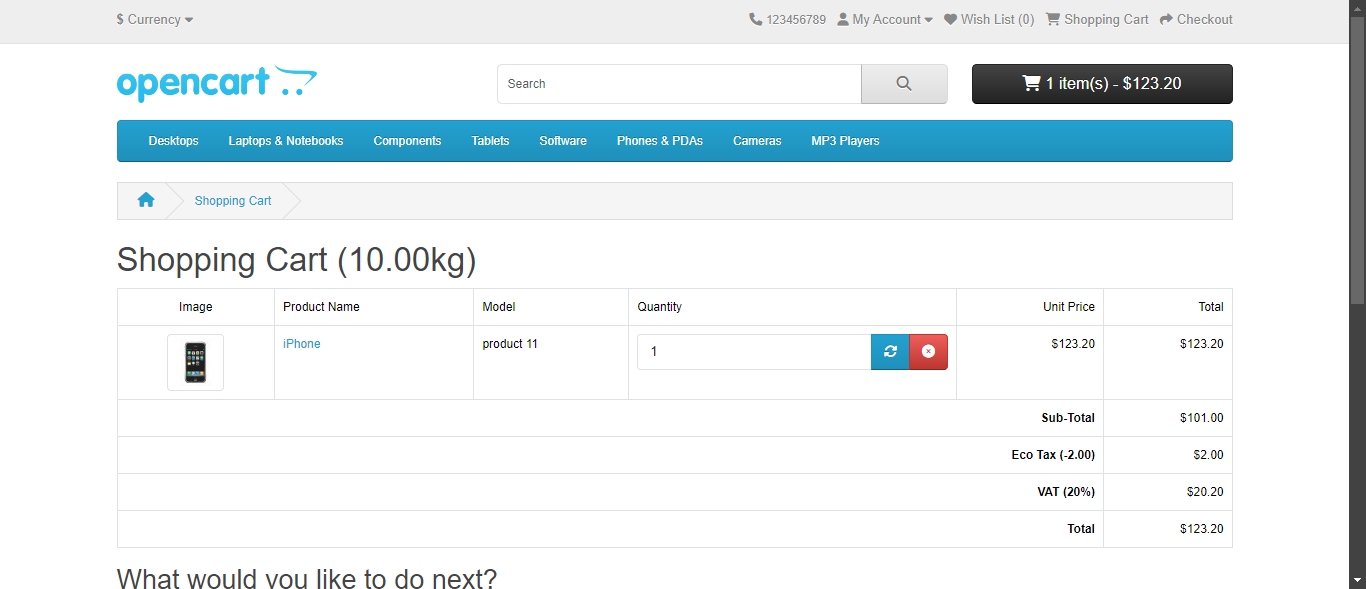 $ Currency 123456789 My Account Wish List (0) Shopping Cart Checkout
opencart Search 1 item(s) - $123.20
Desktops Laptops & Notebooks Components Tablets Software Phones & PDAs Cameras MP3 Players
Shopping Cart
Shopping Cart (10.00kg)
Image Product Name Model Quantity Unit Price Total
iPhone product 11 1 $123.20 $123.20
Sub-Total $101.00
Eco Tax (-2.00) $2.00
VAT (20%) $20.20
Total $123.20
What would you like to do next?